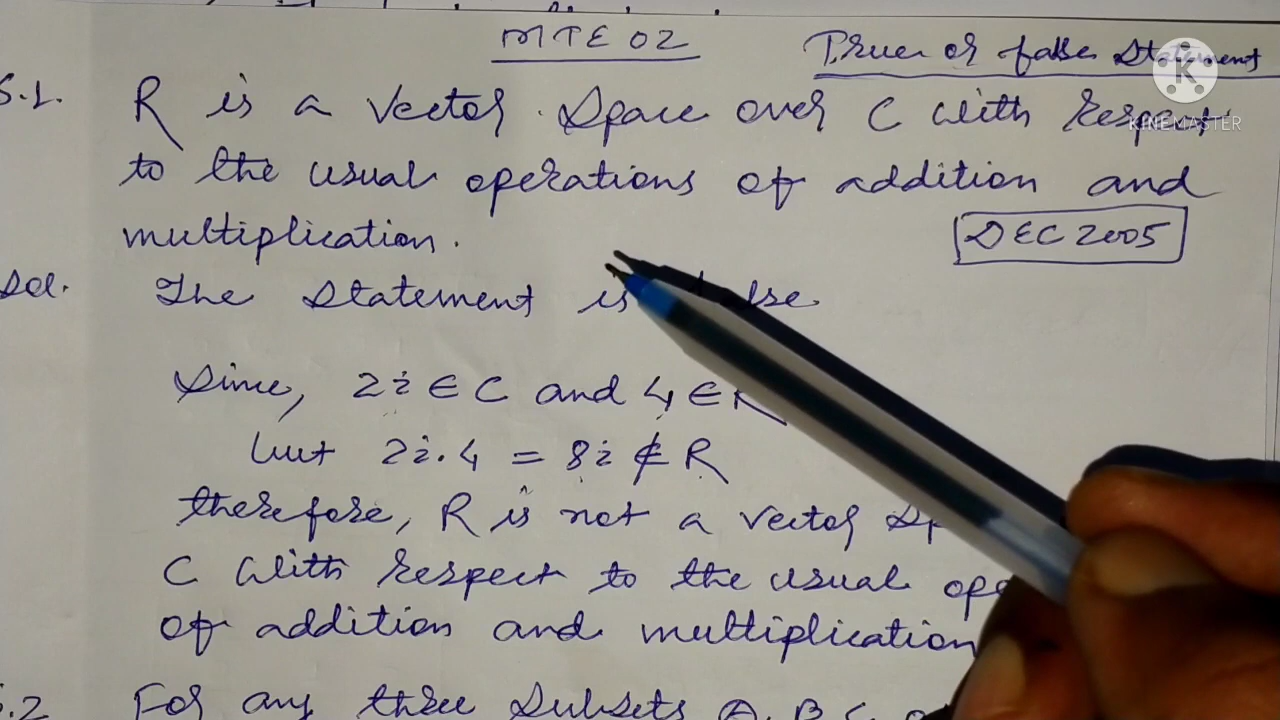 MTE 02 True or false Statement
KINEMASTER
S.1. R is a vector Space over C with respect
to the usual operations of addition and
multiplication. DEC 2005
Sol. The Statement is
Since, 2i ∈ C and 4 ∈ R
but 2i.4 = 8i ∉ R
therefore, R is not a vector
C with respect to the usual
of addition and multiplication
S.2 For any three Subsets A, B, C